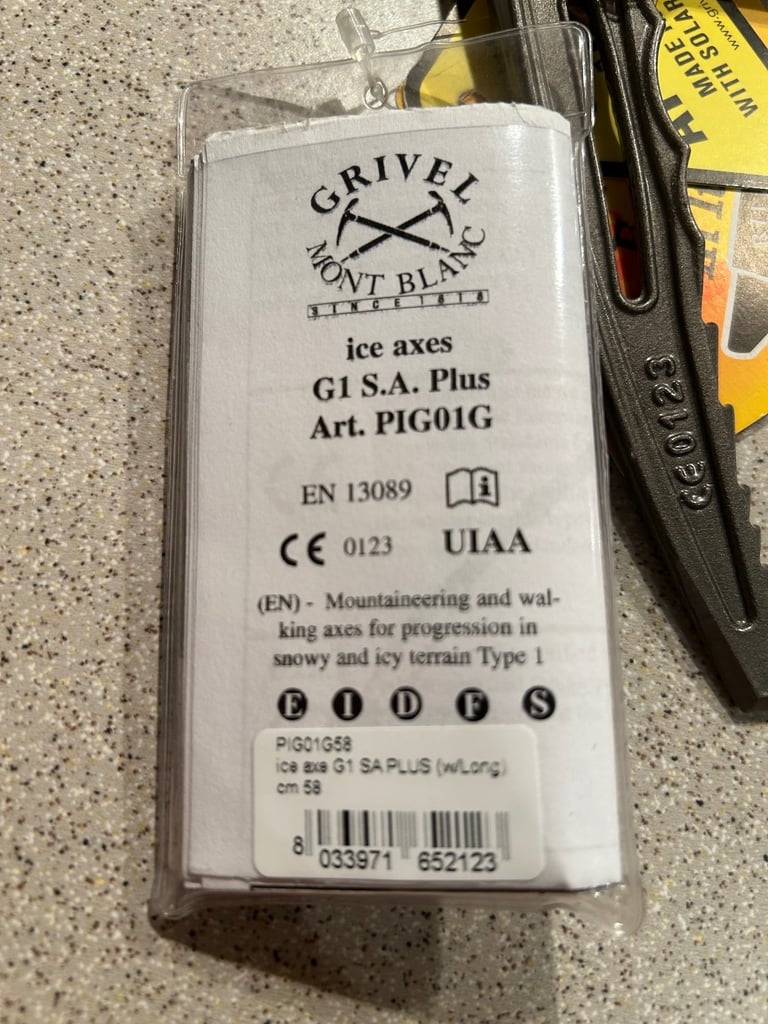 GRIVEL
MONT BLANC
SINCE 1818
ice axes
G1 S.A. Plus
Art. PIG01G
EN 13089
i
CE 0123 UIAA
(EN) - Mountaineering and wal-
king axes for progression in
snowy and icy terrain Type 1
E I D F S
PIG01G58
ice axe G1 SA PLUS (w/Long)
cm 58
8 033971 652123
CE0123
MADE
WITH SOLAR